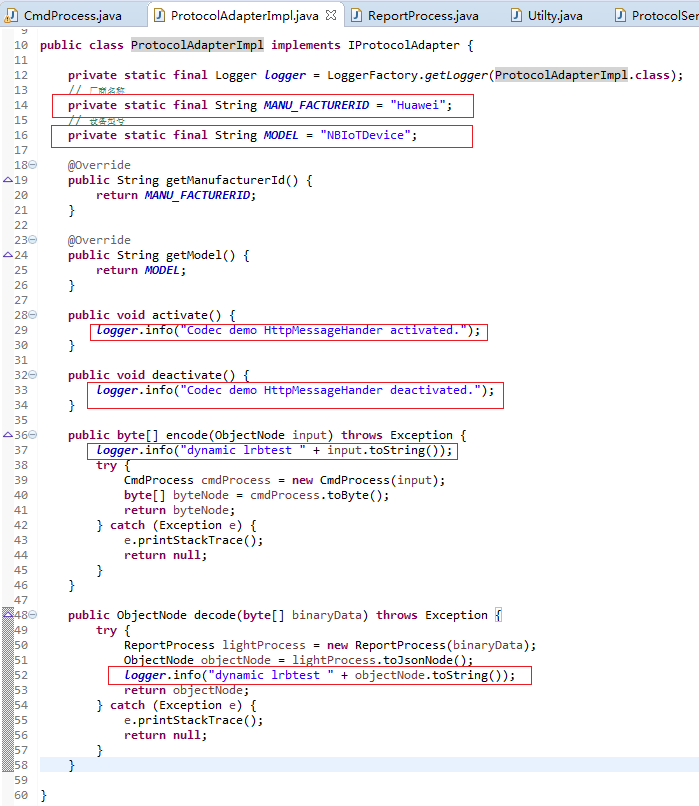 CmdProcess.java
ProtocolAdapterImpl.java
ReportProcess.java
Utilty.java
ProtocolSer
9
10 public class ProtocolAdapterImpl implements IProtocolAdapter {
11
12 private static final Logger logger = LoggerFactory.getLogger(ProtocolAdapterImpl.class);
13 // 厂商名称
14 private static final String MANU_FACTURERID = "Huawei";
15 // 设备型号
16 private static final String MODEL = "NBIoTDevice";
17
18 @Override
19 public String getManufacturerId() {
20 return MANU_FACTURERID;
21 }
22
23 @Override
24 public String getModel() {
25 return MODEL;
26 }
27
28 public void activate() {
29 logger.info("Codec demo HttpMessageHander activated.");
30 }
31
32 public void deactivate() {
33 logger.info("Codec demo HttpMessageHander deactivated.");
34 }
35
36 public byte[] encode(ObjectNode input) throws Exception {
37 logger.info("dynamic lrbtest " + input.toString());
38 try {
39 CmdProcess cmdProcess = new CmdProcess(input);
40 byte[] byteNode = cmdProcess.toByte();
41 return byteNode;
42 } catch (Exception e) {
43 e.printStackTrace();
44 return null;
45 }
46 }
47
48 public ObjectNode decode(byte[] binaryData) throws Exception {
49 try {
50 ReportProcess lightProcess = new ReportProcess(binaryData);
51 ObjectNode objectNode = lightProcess.toJsonNode();
52 logger.info("dynamic lrbtest " + objectNode.toString());
53 return objectNode;
54 } catch (Exception e) {
55 e.printStackTrace();
56 return null;
57 }
58 }
59
60 }